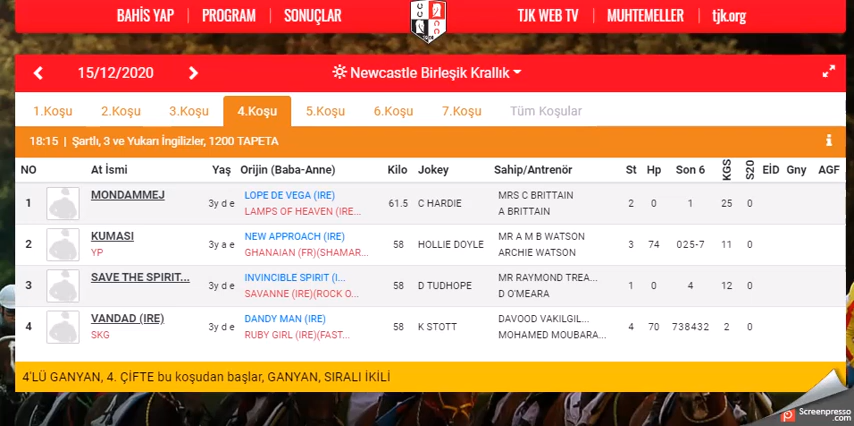 BAHİS YAP | PROGRAM | SONUÇLAR TJK WEB TV | MUHTEMELLER | tjk.org
15/12/2020 Newcastle Birleşik Krallık
1.Koşu 2.Koşu 3.Koşu 4.Koşu 5.Koşu 6.Koşu 7.Koşu Tüm Koşular
18:15 | Şartlı, 3 ve Yukarı İngilizler, 1200 TAPETA
NO At İsmi Yaş Orijin (Baba-Anne) Kilo Jokey Sahip/Antrenör St Hp Son 6 KGS S20 EİD Gny AGF
1 MONDAMMEJ 3y d e LOPE DE VEGA (IRE) 61.5 C HARDIE MRS C BRITTAIN 2 0 1 25 0
LAMPS OF HEAVEN (IRE... A BRITTAIN
2 KUMASI 3y a e NEW APPROACH (IRE) 58 HOLLIE DOYLE MR A M B WATSON 3 74 025-7 11 0
YP GHANAIAN (FR)(SHAMAR... ARCHIE WATSON
3 SAVE THE SPIRIT... 3y d e INVINCIBLE SPIRIT (I... 58 D TUDHOPE MR RAYMOND TREA... 1 0 4 12 0
SAVANNE (IRE)(ROCK O... D O'MEARA
4 VANDAD (IRE) 3y d e DANDY MAN (IRE) 58 K STOTT DAVOOD VAKILGIL... 4 70 738432 2 0
SKG RUBY GIRL (IRE)(FAST... MOHAMED MOUBARA...
4'LÜ GANYAN, 4. ÇİFTE bu koşudan başlar, GANYAN, SIRALI İKİLİ
Screenpresso
.com